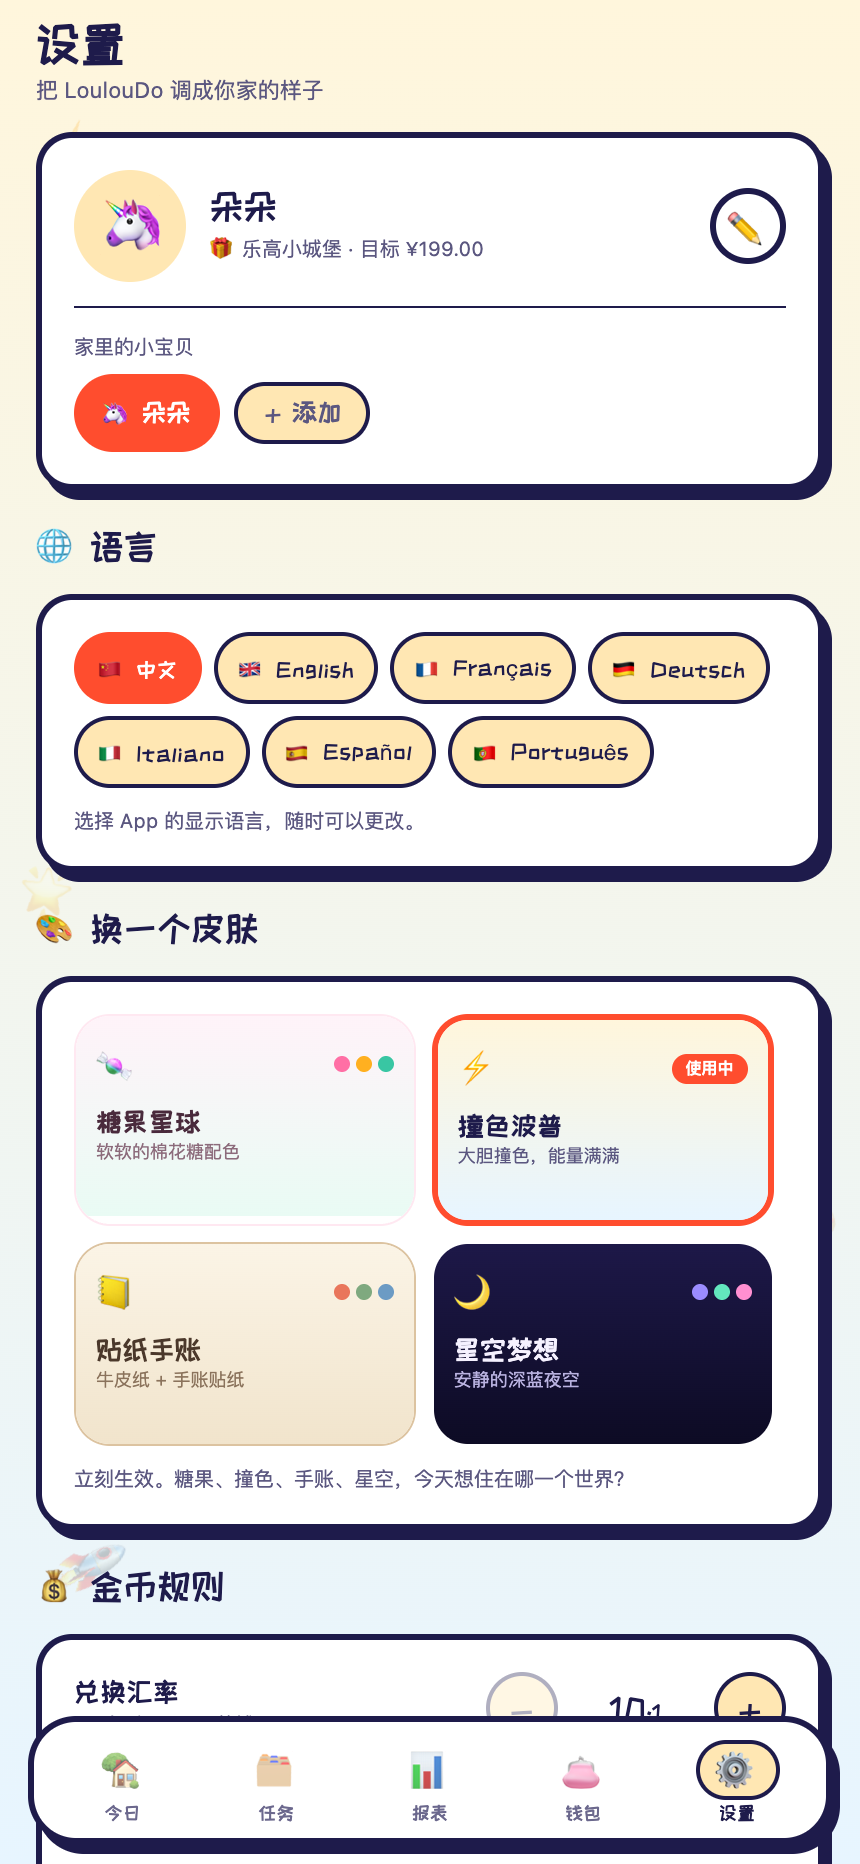 设置
把 LoulouDo 调成你家的样子
朵朵
乐高小城堡 · 目标 ¥199.00
家里的小宝贝
朵朵
+ 添加
语言
中文
English
Français
Deutsch
Italiano
Español
Português
选择 App 的显示语言，随时可以更改。
换一个皮肤
糖果星球
软软的棉花糖配色
使用中
撞色波普
大胆撞色，能量满满
贴纸手账
牛皮纸 + 手账贴纸
星空梦想
安静的深蓝夜空
立刻生效。糖果、撞色、手账、星空，今天想住在哪一个世界？
金币规则
兑换汇率
10:1
今日
任务
报表
钱包
设置